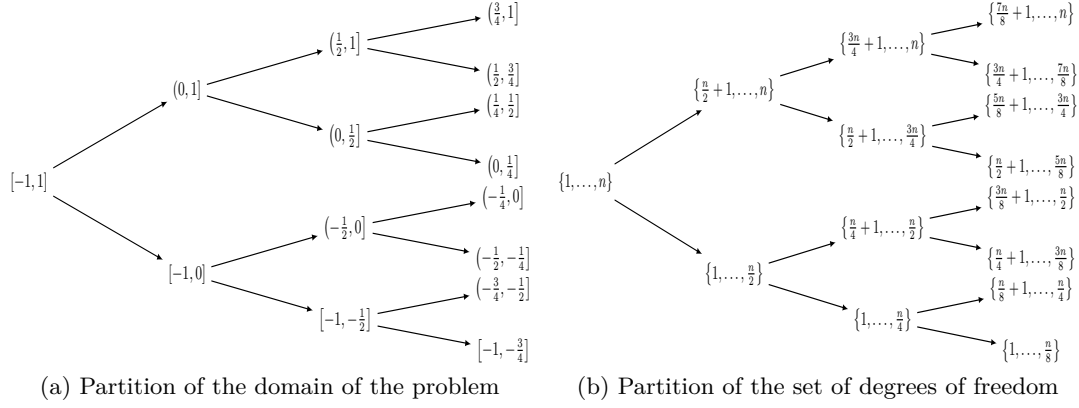 (3/4, 1]
(1/2, 1]
(1/2, 3/4]
(0, 1]
(1/4, 1/2]
(0, 1/2]
(0, 1/4]
[−1, 1]
(−1/4, 0]
(−1/2, 0]
(−1/2, −1/4]
[−1, 0]
(−3/4, −1/2]
[−1, −1/2]
[−1, −3/4]
(a) Partition of the domain of the problem
{7n/8 + 1, ..., n}
{3n/4 + 1, ..., n}
{3n/4 + 1, ..., 7n/8}
{n/2 + 1, ..., n}
{5n/8 + 1, ..., 3n/4}
{n/2 + 1, ..., 3n/4}
{n/2 + 1, ..., 5n/8}
{1, ..., n}
{3n/8 + 1, ..., n/2}
{n/4 + 1, ..., n/2}
{n/4 + 1, ..., 3n/8}
{1, ..., n/2}
{n/8 + 1, ..., n/4}
{1, ..., n/4}
{1, ..., n/8}
(b) Partition of the set of degrees of freedom